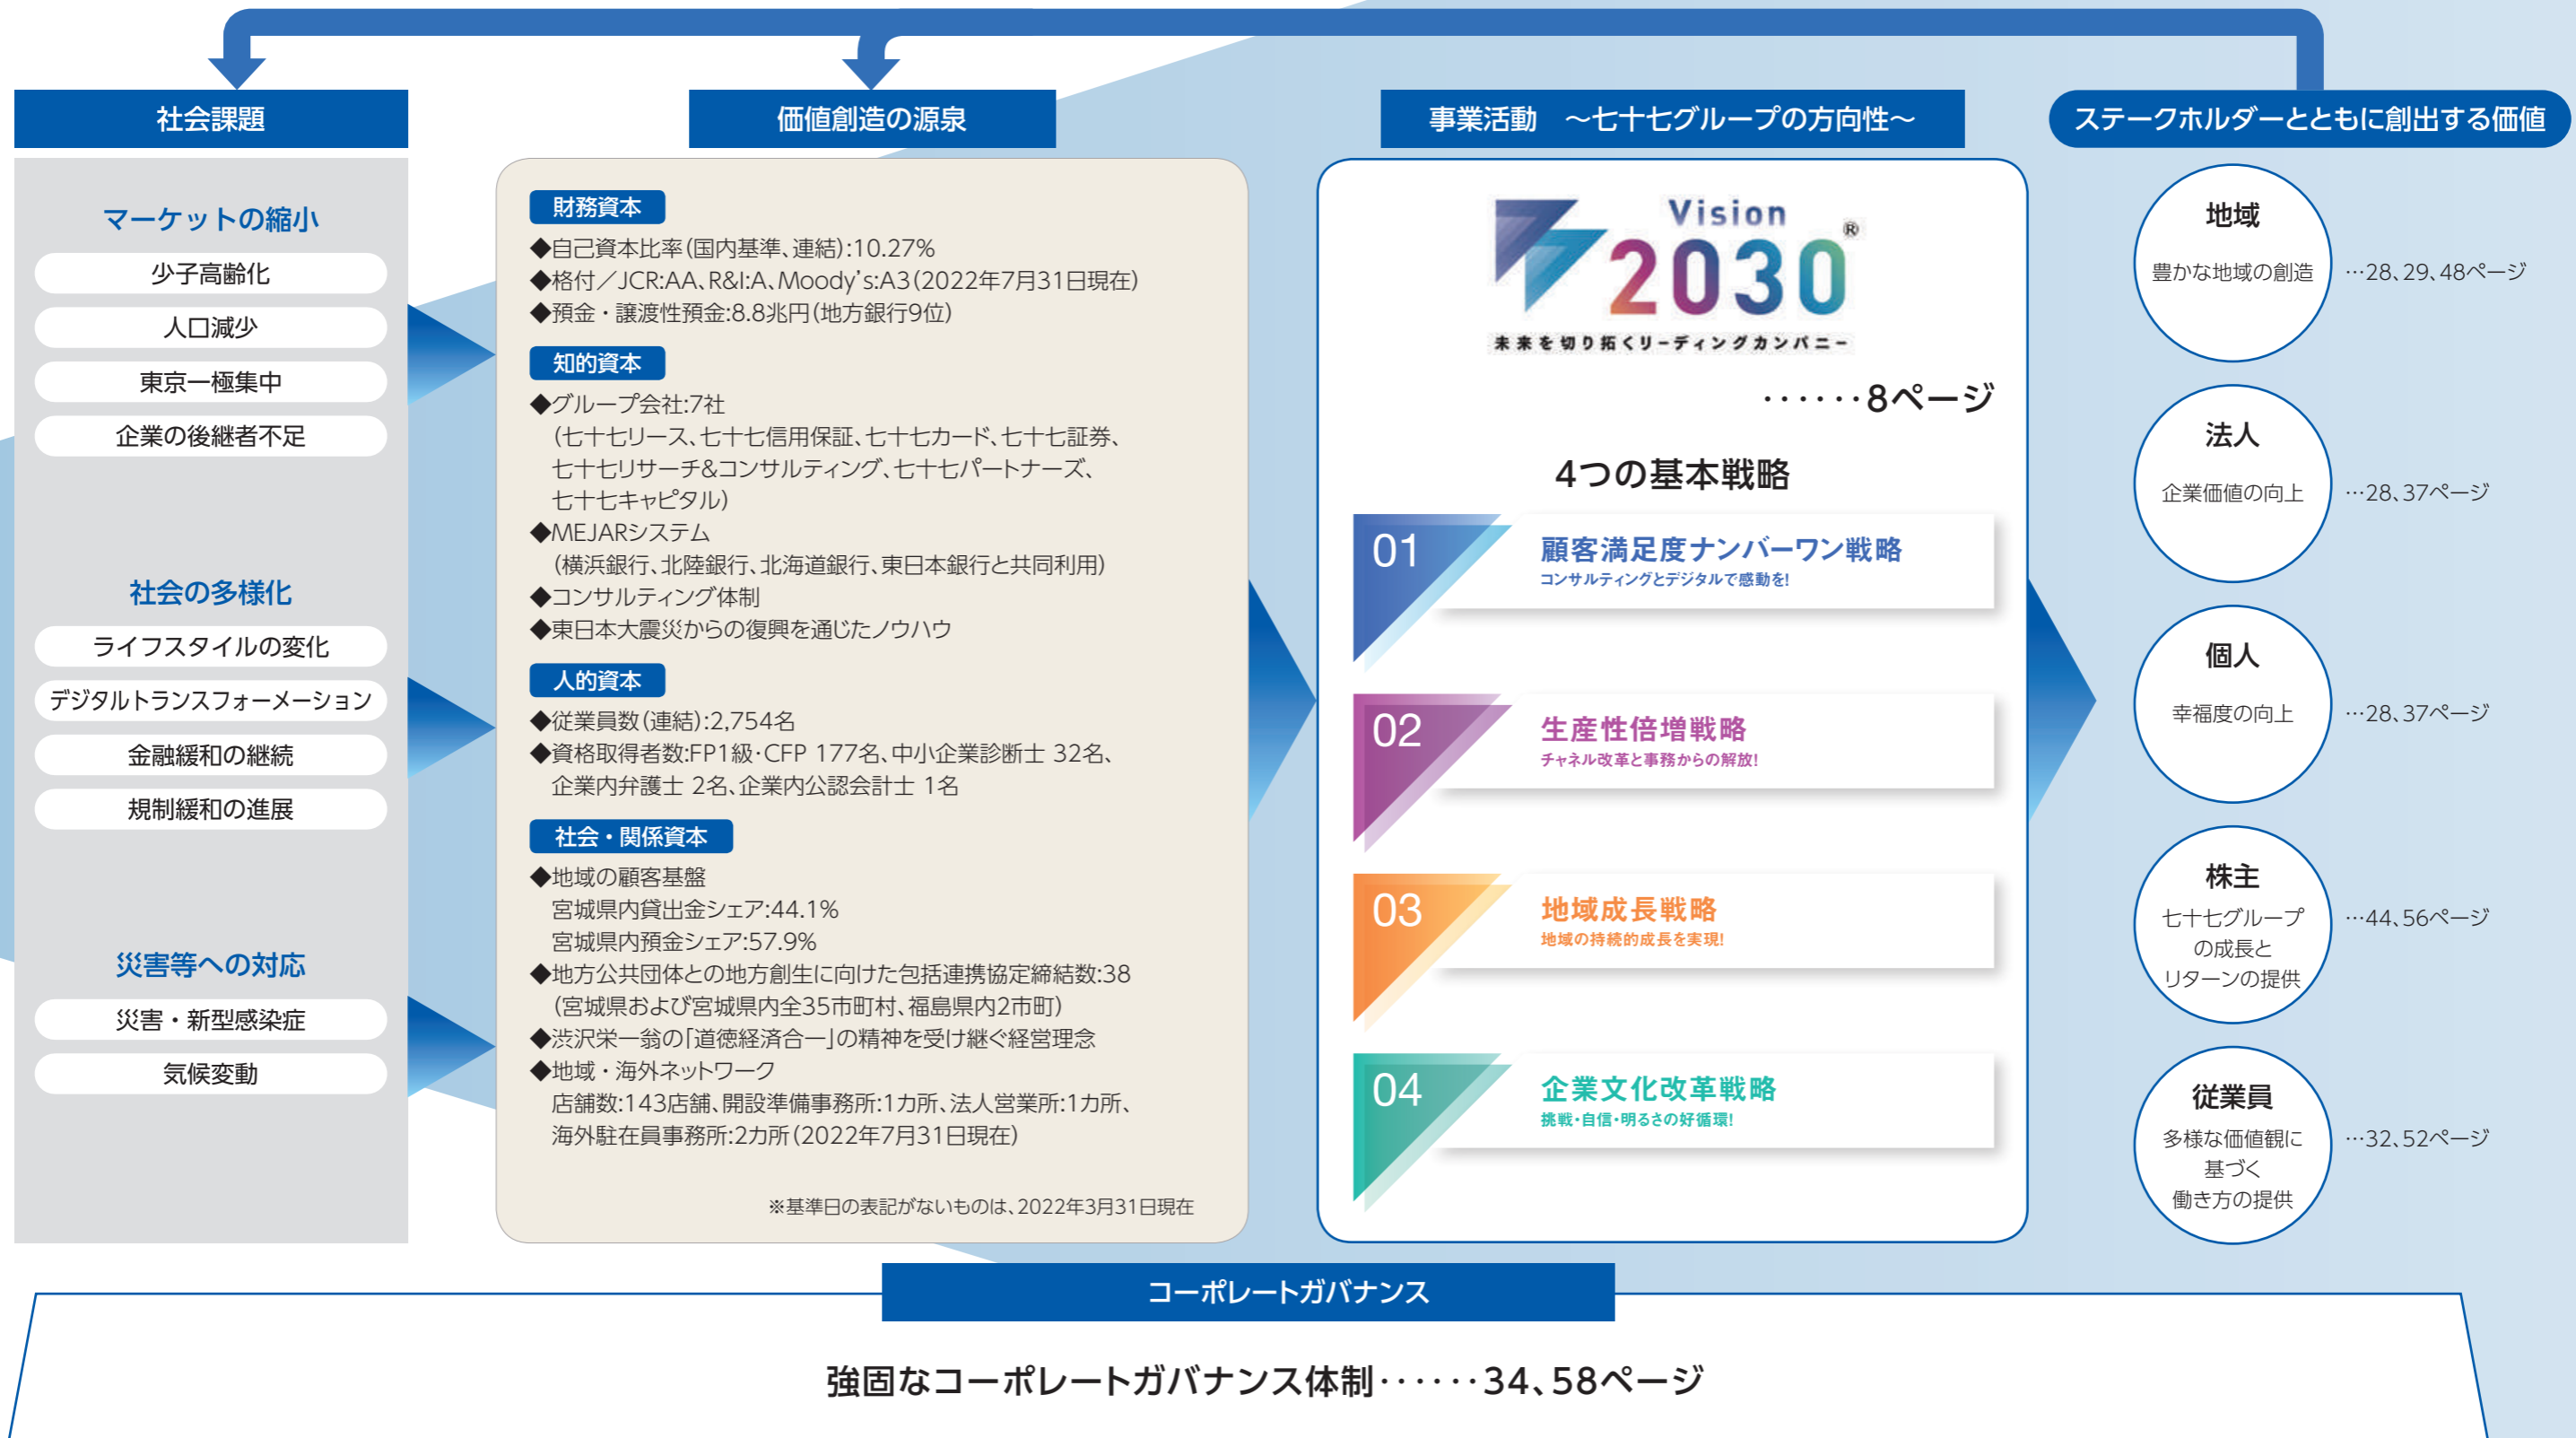 社会課題
マーケットの縮小
少子高齢化
人口減少
東京一極集中
企業の後継者不足
社会の多様化
ライフスタイルの変化
デジタルトランスフォーメーション
金融緩和の継続
規制緩和の進展
災害等への対応
災害・新型感染症
気候変動
価値創造の源泉
財務資本
◆自己資本比率(国内基準、連結):10.27%
◆格付／JCR:AA、R&I:A、Moody's:A3(2022年7月31日現在)
◆預金・譲渡性預金:8.8兆円(地方銀行9位)
知的資本
◆グループ会社:7社
(七十七リース、七十七信用保証、七十七カード、七十七証券、
七十七リサーチ&コンサルティング、七十七パートナーズ、
七十七キャピタル)
◆MEJARシステム
(横浜銀行、北陸銀行、北海道銀行、東日本銀行と共同利用)
◆コンサルティング体制
◆東日本大震災からの復興を通じたノウハウ
人的資本
◆従業員数(連結):2,754名
◆資格取得者数:FP1級・CFP 177名、中小企業診断士 32名、
企業内弁護士 2名、企業内公認会計士 1名
社会・関係資本
◆地域の顧客基盤
宮城県内貸出金シェア:44.1%
宮城県内預金シェア:57.9%
◆地方公共団体との地方創生に向けた包括連携協定締結数:38
(宮城県および宮城県内全35市町村、福島県内2市町)
◆渋沢栄一翁の「道徳経済合一」の精神を受け継ぐ経営理念
◆地域・海外ネットワーク
店舗数:143店舗、開設準備事務所:1カ所、法人営業所:1カ所、
海外駐在員事務所:2カ所(2022年7月31日現在)
※基準日の表記がないものは、2022年3月31日現在
事業活動　～七十七グループの方向性～
Vision
2030®
未来を切り拓くリーディングカンパニー
……8ページ
4つの基本戦略
01
顧客満足度ナンバーワン戦略
コンサルティングとデジタルで感動を!
02
生産性倍増戦略
チャネル改革と事務からの解放!
03
地域成長戦略
地域の持続的成長を実現!
04
企業文化改革戦略
挑戦・自信・明るさの好循環!
ステークホルダーとともに創出する価値
地域
豊かな地域の創造
…28、29、48ページ
法人
企業価値の向上
…28、37ページ
個人
幸福度の向上
…28、37ページ
株主
七十七グループ
の成長と
リターンの提供
…44、56ページ
従業員
多様な価値観に
基づく
働き方の提供
…32、52ページ
コーポレートガバナンス
強固なコーポレートガバナンス体制……34、58ページ